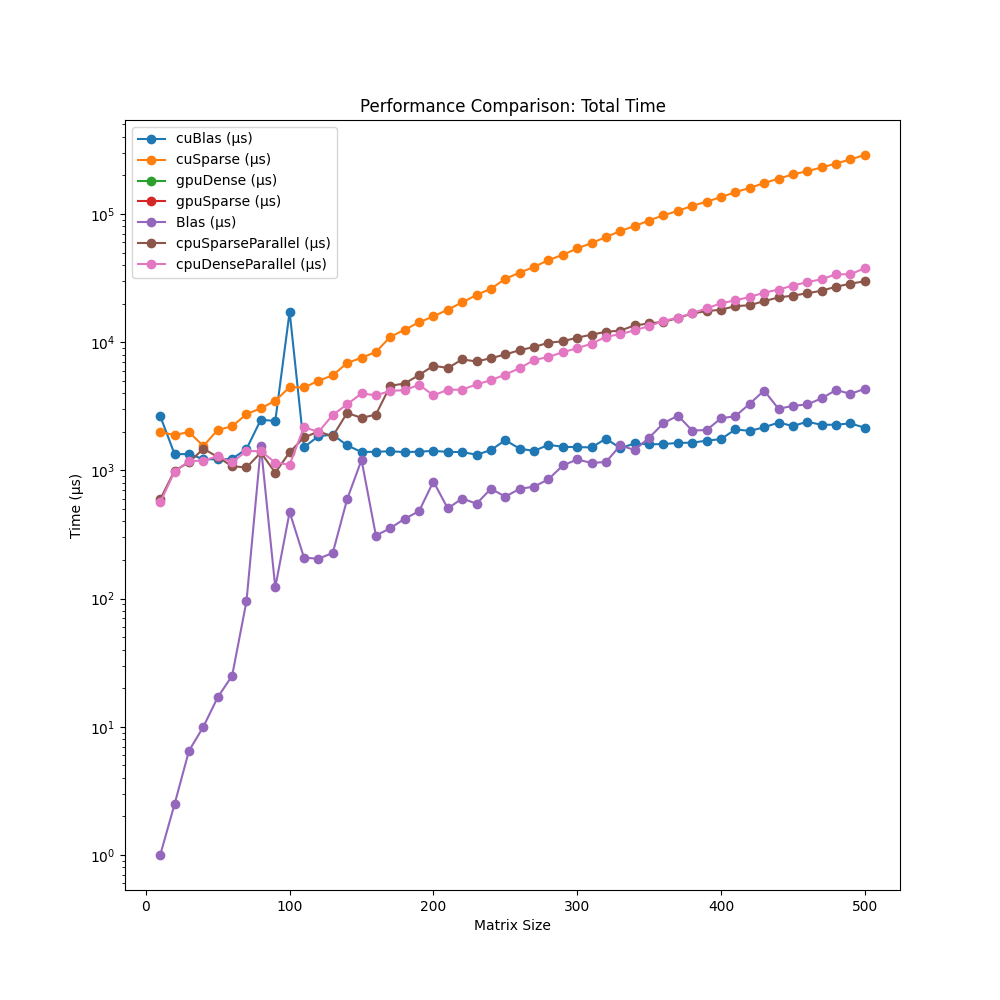 Performance Comparison: Total Time
cuBlas (µs)
cuSparse (µs)
gpuDense (µs)
gpuSparse (µs)
Blas (µs)
cpuSparseParallel (µs)
cpuDenseParallel (µs)
Time (µs)
10⁵
10⁴
10³
10²
10¹
10⁰
0 100 200 300 400 500
Matrix Size